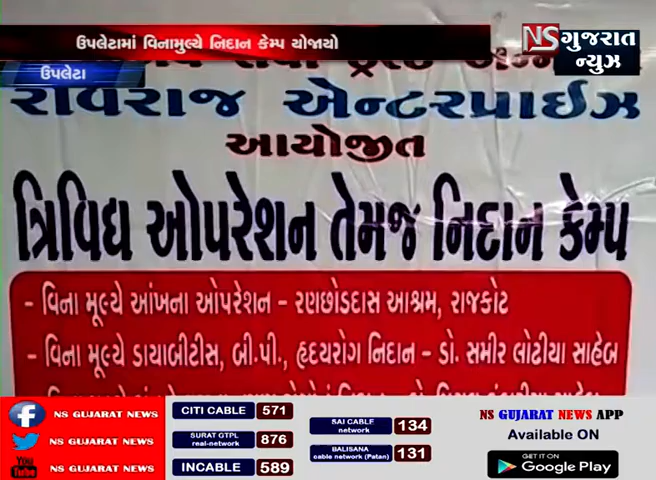 ઉપલેટામાં વિનામુલ્યે નિદાન કેમ્પ યોજાયો
NS ગુજરાત
ન્યુઝ
ઉપલેટા
રવિરાજ એન્ટરપ્રાઈઝ
આયોજીત
ત્રિવિધ ઓપરેશન તેમજ નિદાન કેમ્પ
- વિના મૂલ્યે આંખના ઓપરેશન - રણછોડદાસ આશ્રમ, રાજકોટ
- વિના મૂલ્યે ડાયાબીટીસ, બી.પી., હૃદયરોગ નિદાન - ડો. સમીર લોઢીયા સાહેબ
NS GUJARAT NEWS
NS GUJARAT NEWS
You Tube NS GUJARAT NEWS
CITI CABLE 571
SURAT GTPL real-network 876
INCABLE 589
SAI CABLE network 134
BALISANA cable network (Patan) 131
NS GUJARAT NEWS APP
Available ON
GET IT ON
Google Play